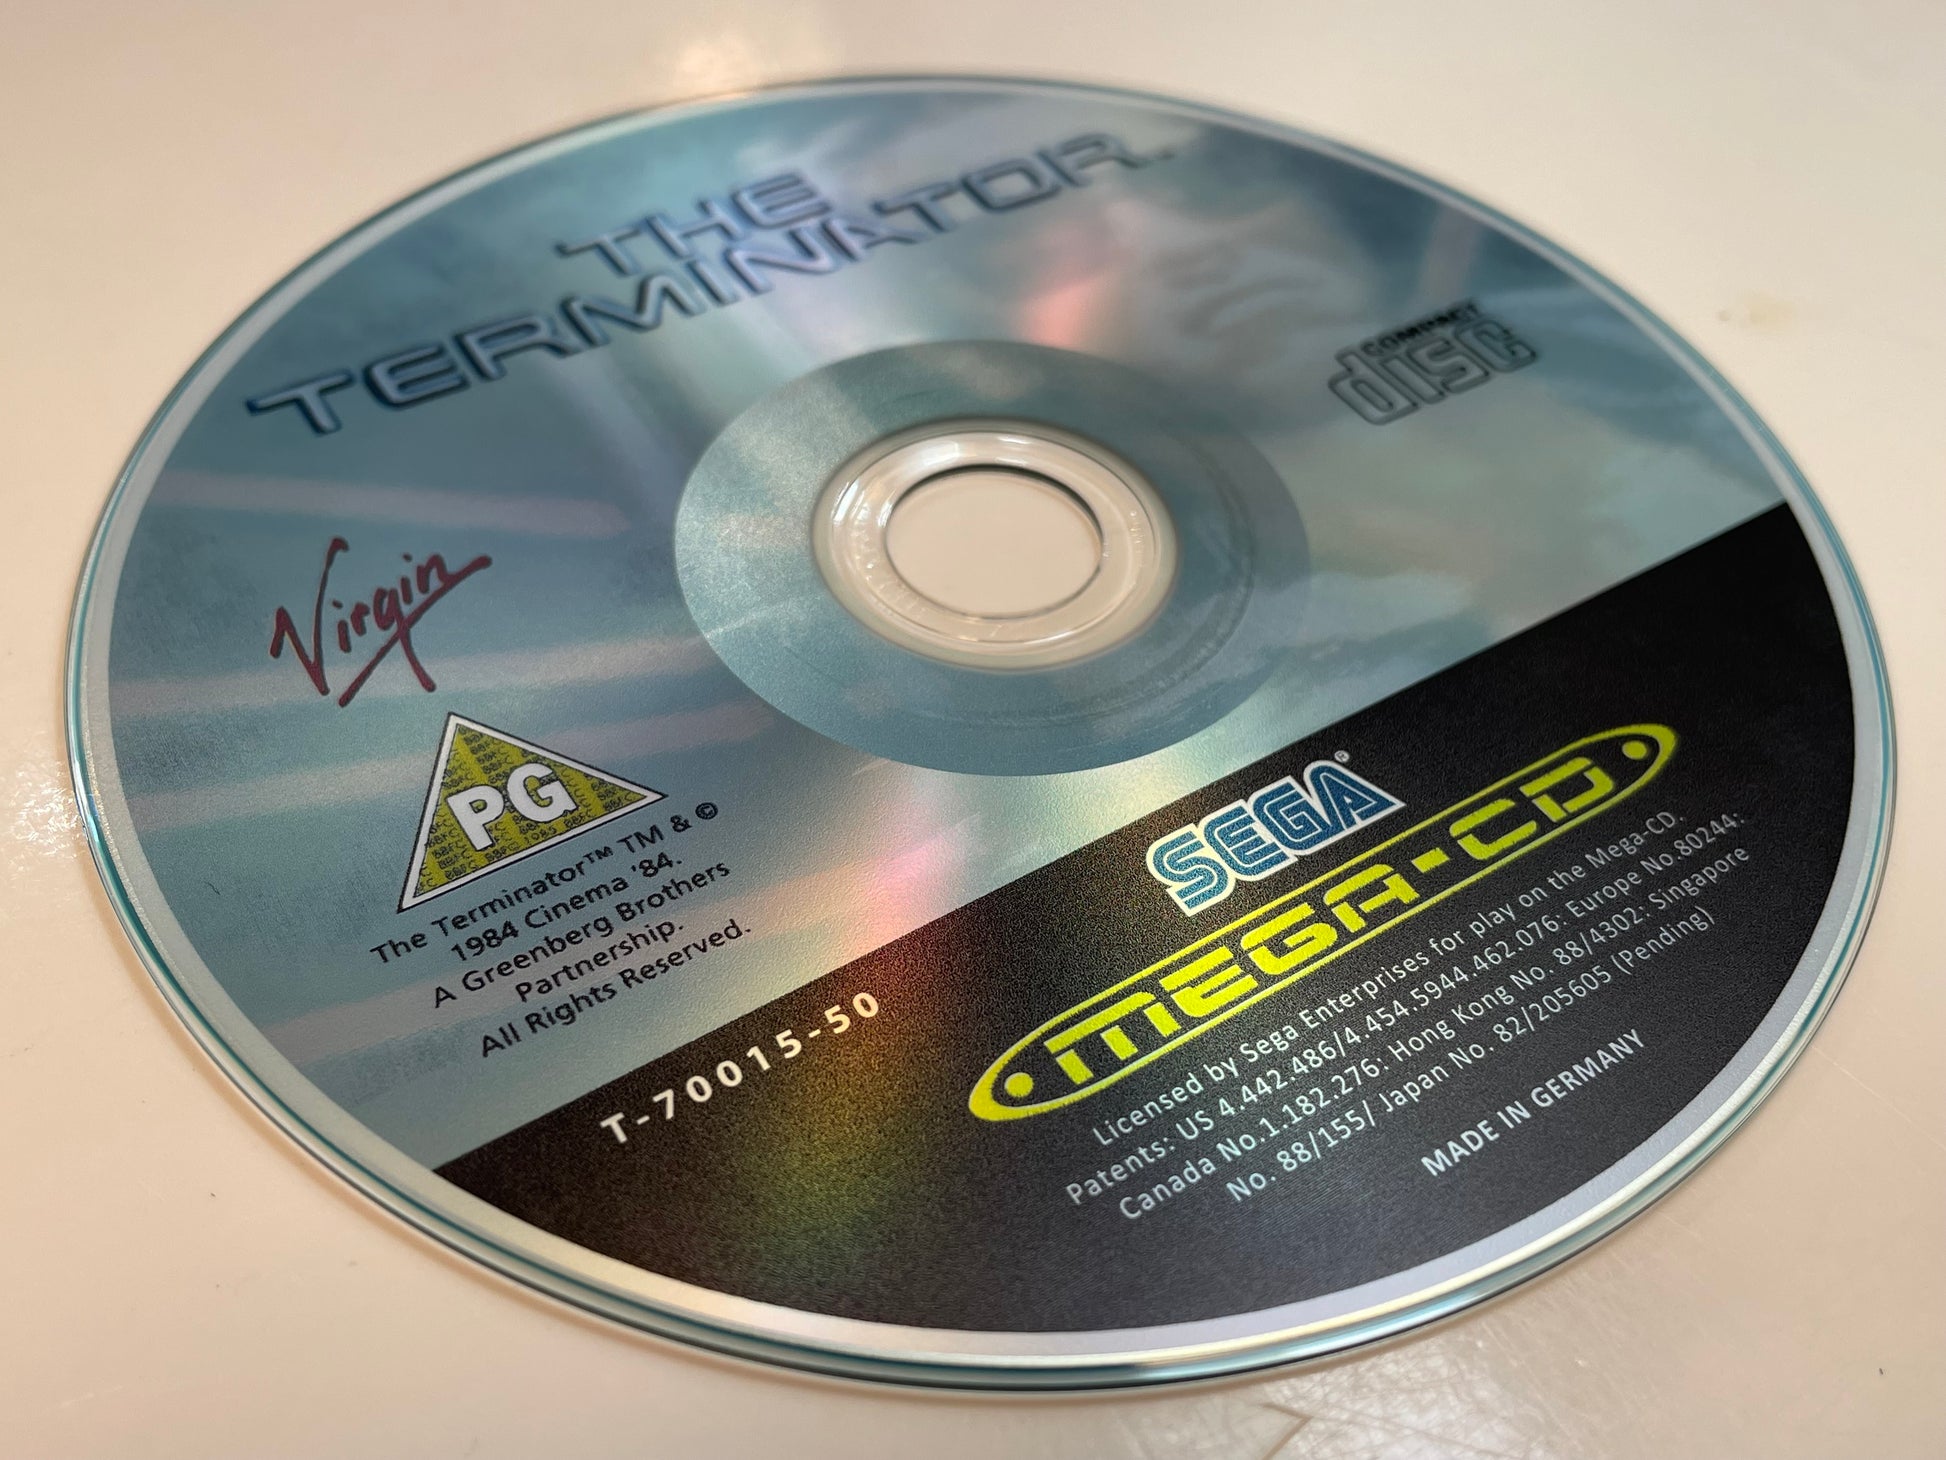 THE
TERMINATOR™
COMPACT
disc
Virgin
PG
The Terminator™ TM & ©
1984 Cinema '84.
A Greenberg Brothers
Partnership.
All Rights Reserved.
T-70015-50
SEGA®
MEGA-CD
Licensed by Sega Enterprises for play on the Mega-CD.
Patents: US 4.442.486/4.454.5944.462.076: Europe No.80244:
Canada No.1.182.276: Hong Kong No. 88/4302: Singapore
No. 88/155/ Japan No. 82/205605 (Pending)
MADE IN GERMANY